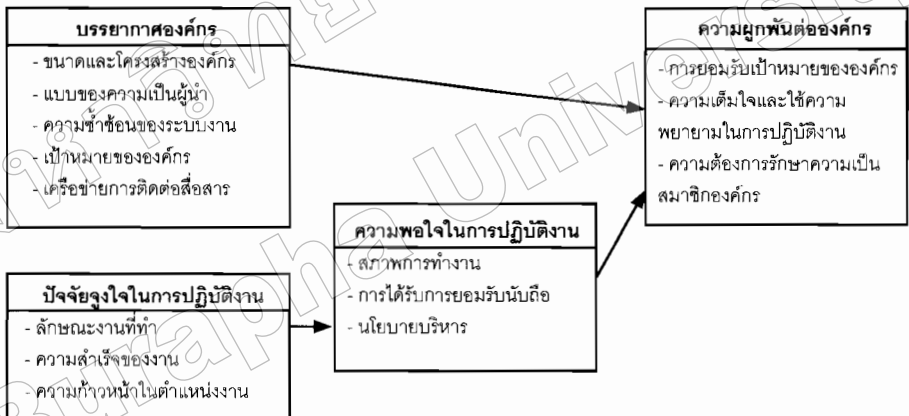 บรรยากาศองค์กร
- ขนาดและโครงสร้างองค์กร
- แบบของความเป็นผู้นำ
- ความซ้ำซ้อนของระบบงาน
- เป้าหมายขององค์กร
- เครือข่ายการติดต่อสื่อสาร
ความผูกพันต่อองค์กร
- การยอมรับเป้าหมายขององค์กร
- ความเต็มใจและใช้ความ
พยายามในการปฏิบัติงาน
- ความต้องการรักษาความเป็น
สมาชิกองค์กร
ความพอใจในการปฏิบัติงาน
- สภาพการทำงาน
- การได้รับการยอมรับนับถือ
- นโยบายบริหาร
ปัจจัยจูงใจในการปฏิบัติงาน
- ลักษณะงานที่ทำ
- ความสำเร็จของงาน
- ความก้าวหน้าในตำแหน่งงาน
Burapha University